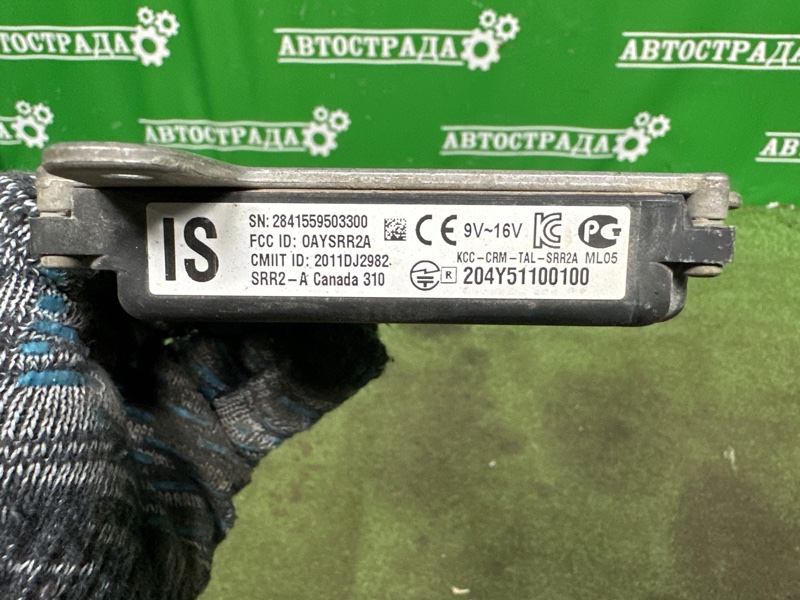 АВТОСТРАДА
АВТОСТРАДА
АВТОСТРАДА
АВТОСТРАДА
АВТОСТРАДА
АВТОСТ
IS
SN: 2841559503300
FCC ID: OAYSRR2A
CMIIT ID: 2011DJ2982
SRR2-A Canada 310
CE 9V~16V
KCC-CRM-TAL-SRR2A ML05
R 204Y51100100